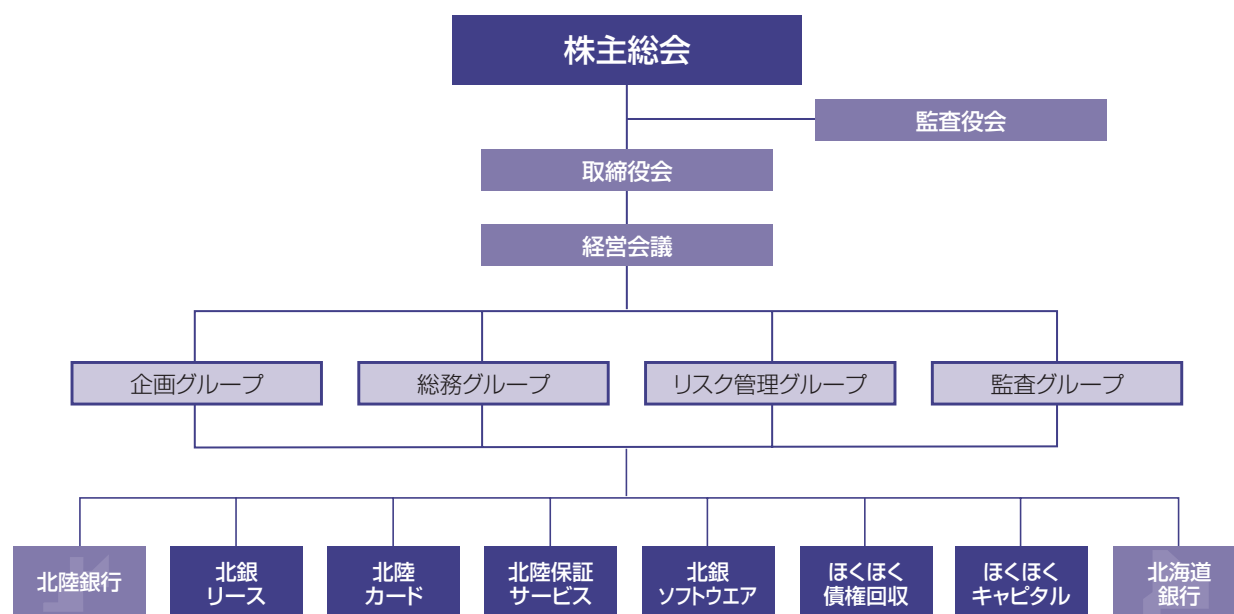 株主総会
監査役会
取締役会
経営会議
企画グループ
総務グループ
リスク管理グループ
監査グループ
北陸銀行
北銀
リース
北陸
カード
北陸保証
サービス
北銀
ソフトウエア
ほくほく
債権回収
ほくほく
キャピタル
北海道
銀行